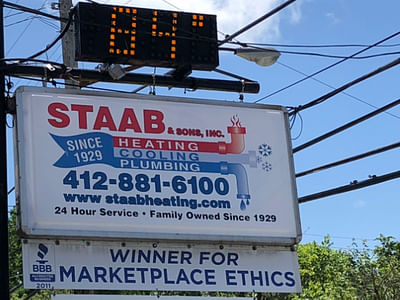 84°
STAAB
& SONS, INC.
HEATING
SINCE
1929
COOLING
PLUMBING
412-881-6100
www.staabheating.com
24 Hour Service • Family Owned Since 1929
WINNER FOR
MARKETPLACE ETHICS
BBB
2011